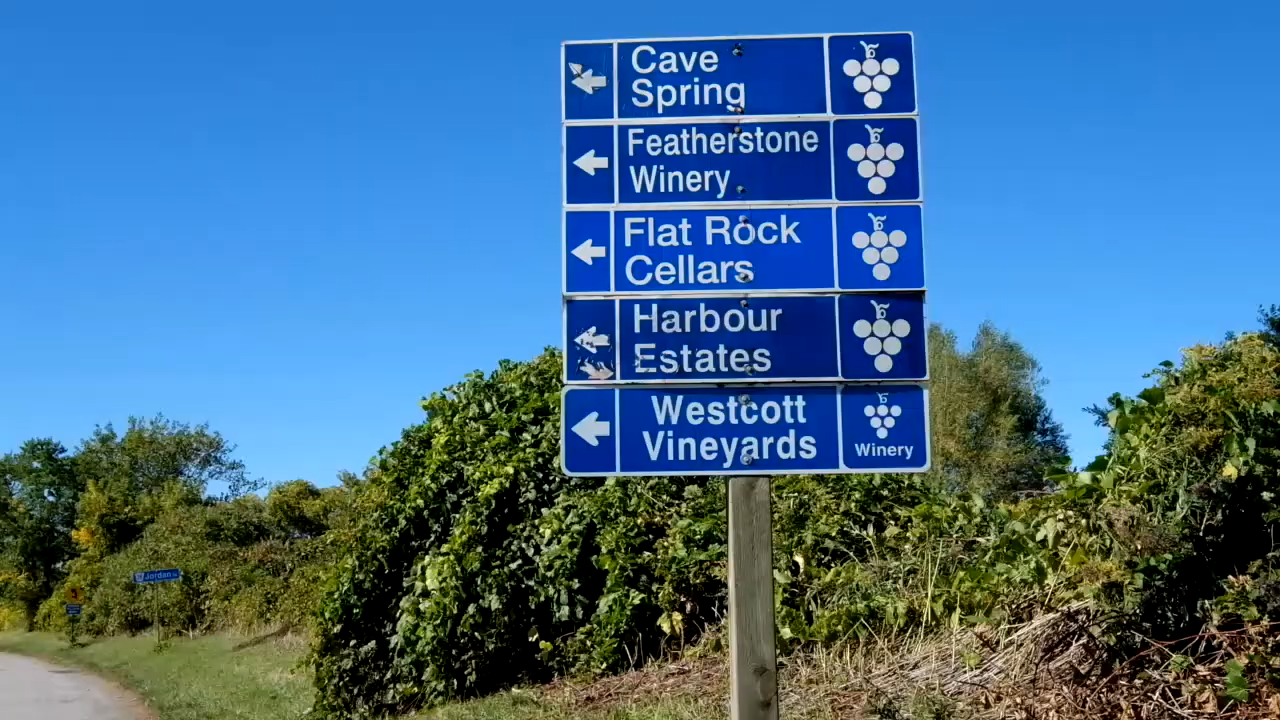 Cave
Spring
Featherstone
Winery
Flat Rock
Cellars
Harbour
Estates
Westcott
Vineyards
Winery
Jordan